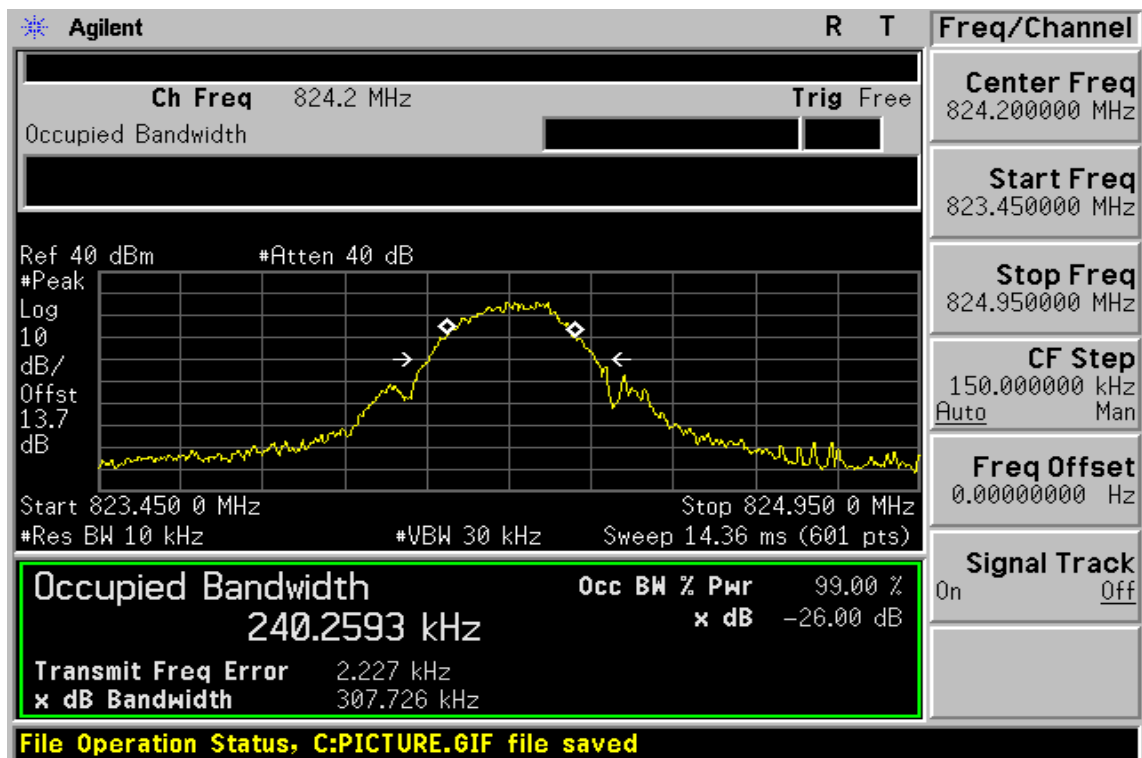 Agilent R T
Freq/Channel
Ch Freq 824.2 MHz Trig Free
Occupied Bandwidth
Center Freq
824.200000 MHz
Start Freq
823.450000 MHz
Stop Freq
824.950000 MHz
CF Step
150.000000 kHz
Auto Man
Freq Offset
0.00000000 Hz
Signal Track
On Off
Ref 40 dBm #Atten 40 dB
#Peak
Log
10
dB/
Offst
13.7
dB
Start 823.450 0 MHz Stop 824.950 0 MHz
#Res BW 10 kHz #VBW 30 kHz Sweep 14.36 ms (601 pts)
Occupied Bandwidth
240.2593 kHz
Occ BW % Pwr 99.00 %
x dB -26.00 dB
Transmit Freq Error 2.227 kHz
x dB Bandwidth 307.726 kHz
File Operation Status, C:PICTURE.GIF file saved